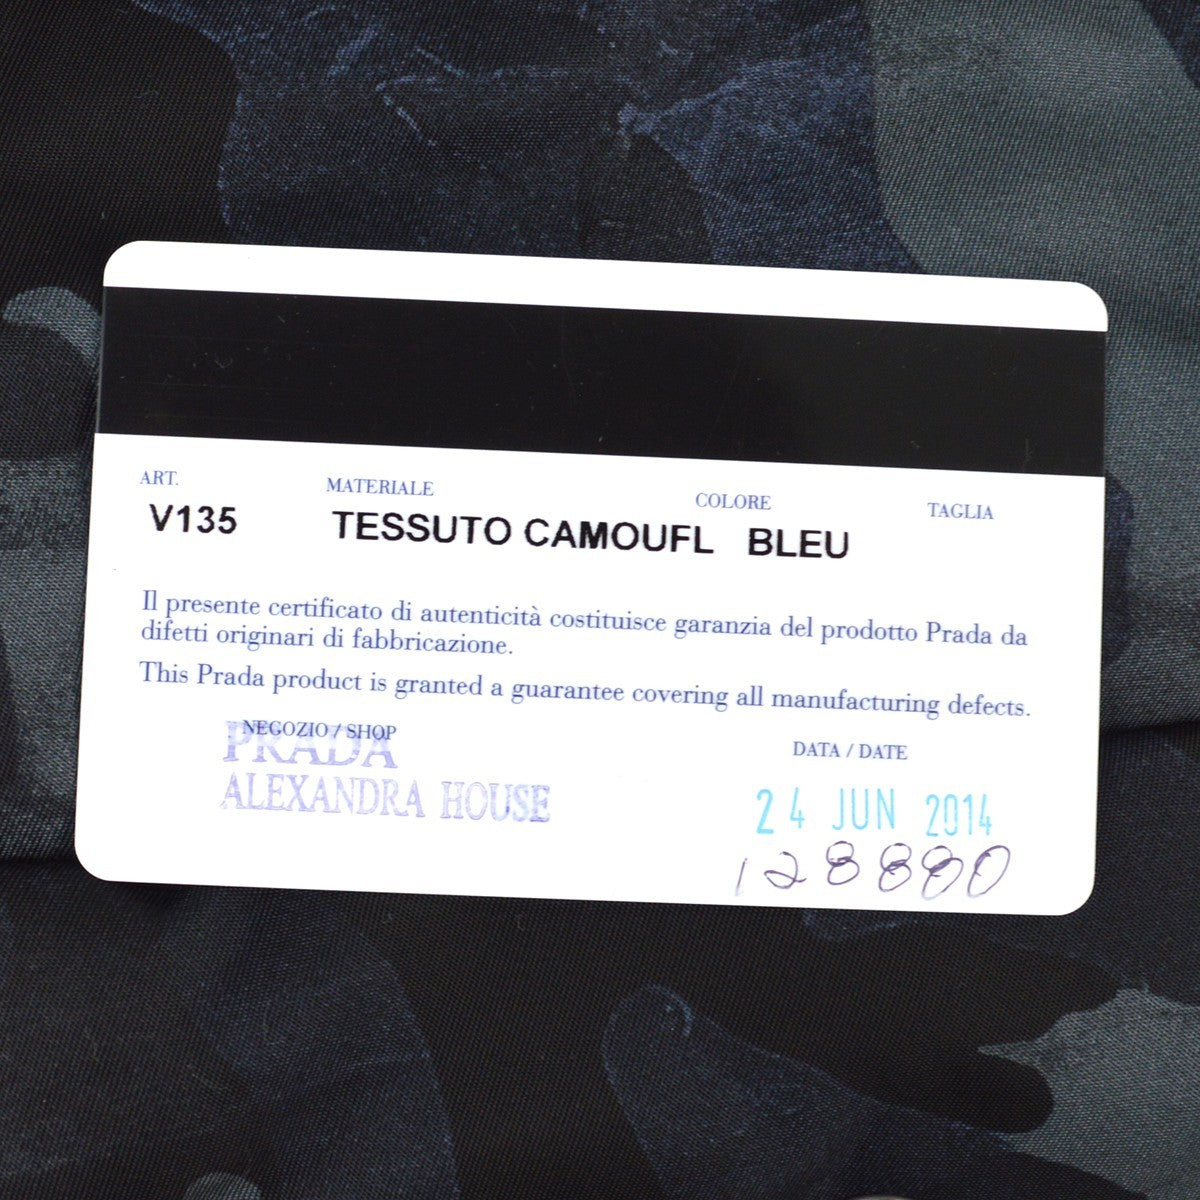 ART. MATERIALE COLORE TAGLIA
V135 TESSUTO CAMOUFL BLEU
Il presente certificato di autenticità costituisce garanzia del prodotto Prada da
difetti originari di fabbricazione.
This Prada product is granted a guarantee covering all manufacturing defects.
NEGOZIO / SHOP DATA / DATE
PRADA
ALEXANDRA HOUSE 24 JUN 2014
128880